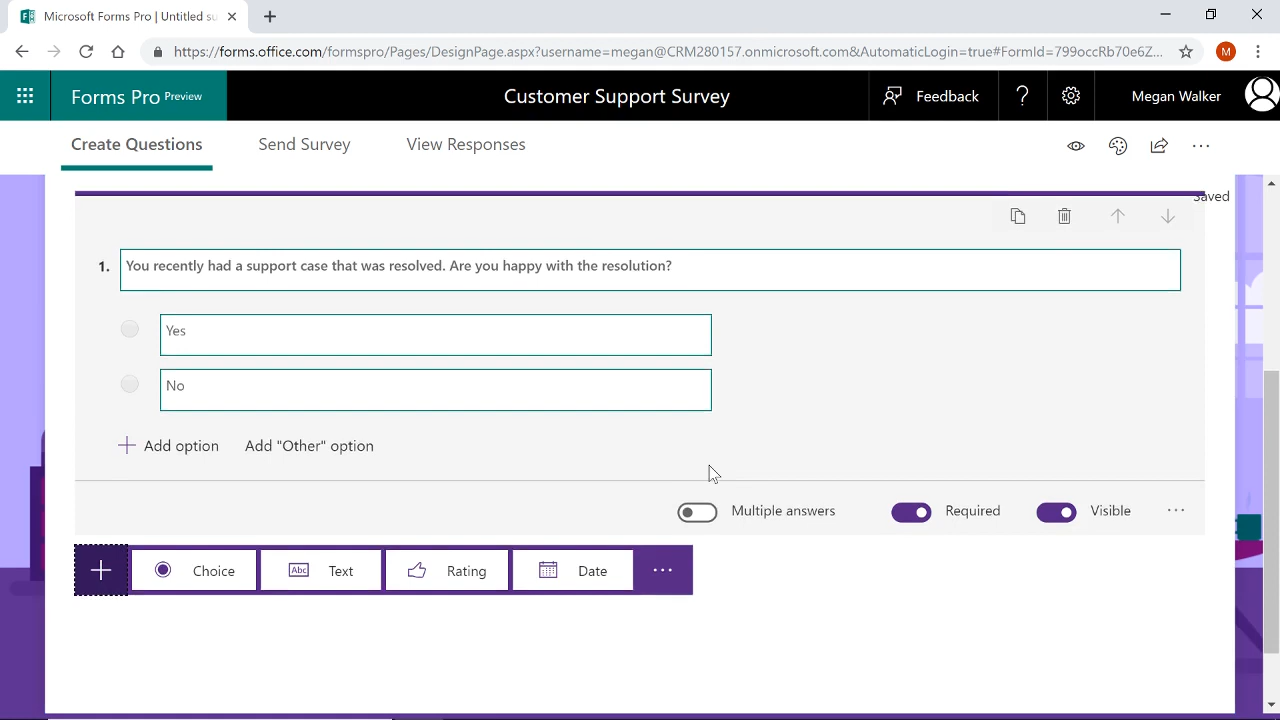 Microsoft Forms Pro | Untitled su
https://forms.office.com/formspro/Pages/DesignPage.aspx?username=megan@CRM280157.onmicrosoft.com&AutomaticLogin=true#FormId=799occRb70e6Z...
M
Forms Pro Preview
Customer Support Survey
Feedback
?
Megan Walker
Create Questions
Send Survey
View Responses
Saved
1.
You recently had a support case that was resolved. Are you happy with the resolution?
Yes
No
Add option
Add "Other" option
Multiple answers
Required
Visible
Choice
Abc
Text
Rating
Date